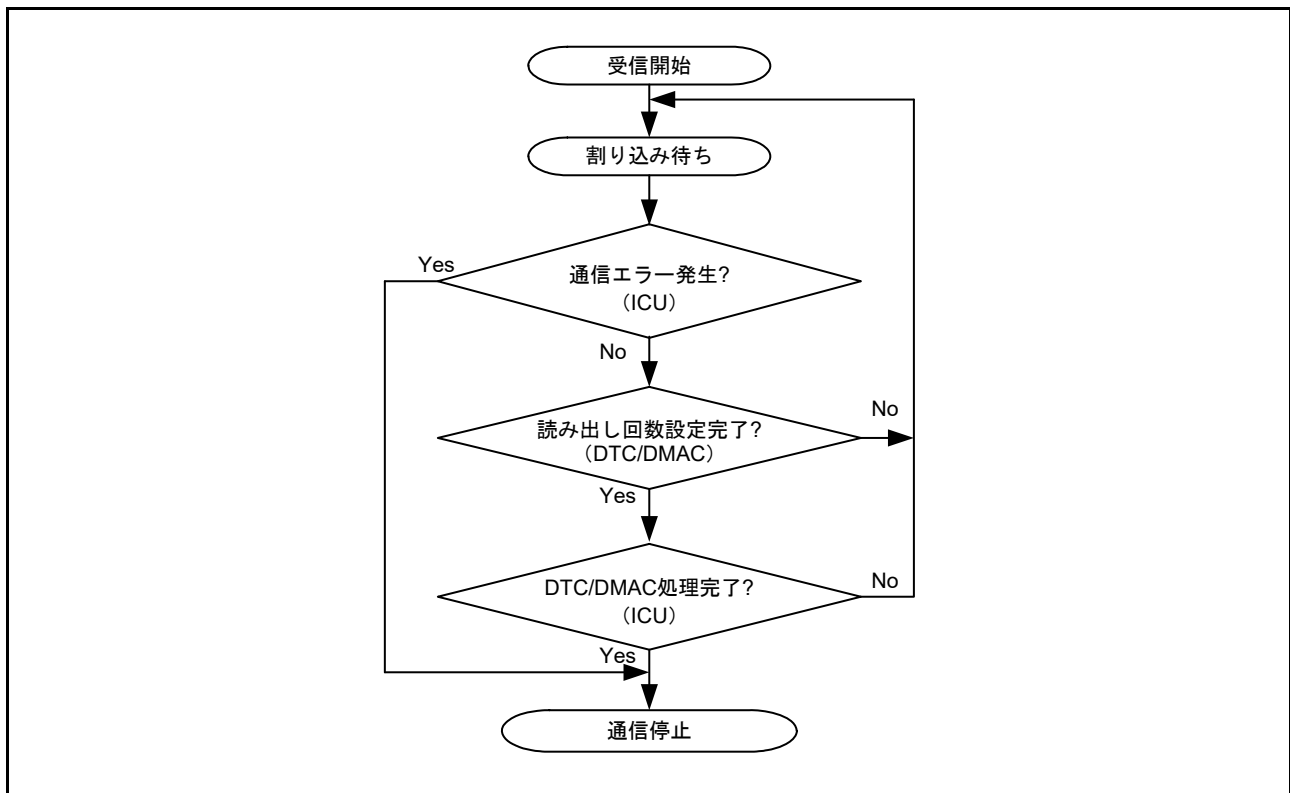 受信開始
割り込み待ち
Yes
通信エラー発生?
(ICU)
No
読み出し回数設定完了?
(DTC/DMAC)
No
Yes
DTC/DMAC処理完了?
(ICU)
No
Yes
通信停止